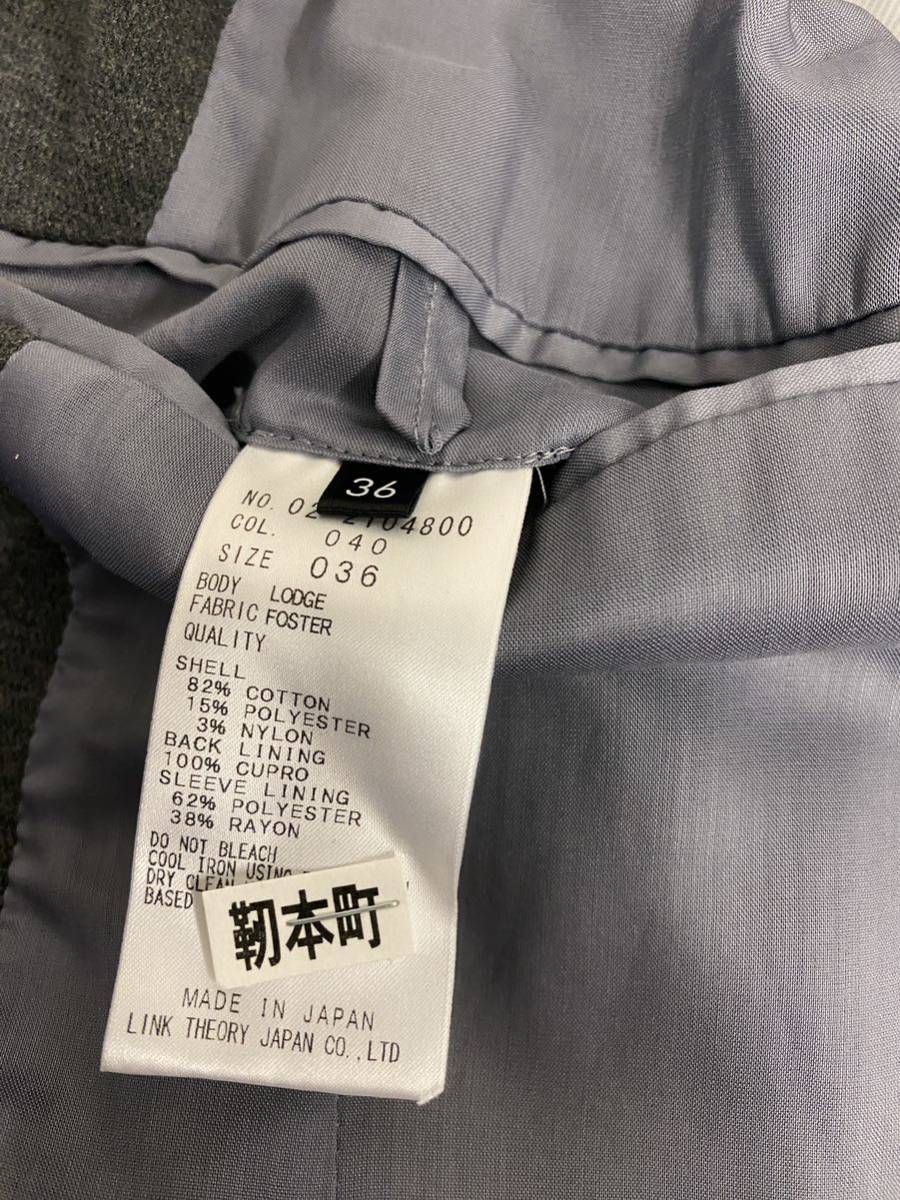 36
NO. 02 2104800
COL. 040
SIZE 036
BODY LODGE
FABRIC FOSTER
QUALITY
SHELL
82% COTTON
15% POLYESTER
3% NYLON
BACK LINING
100% CUPRO
SLEEVE LINING
62% POLYESTER
38% RAYON
DO NOT BLEACH
COOL IRON USING
DRY CLEAN
BASED
靭本町
MADE IN JAPAN
LINK THEORY JAPAN CO.,LTD